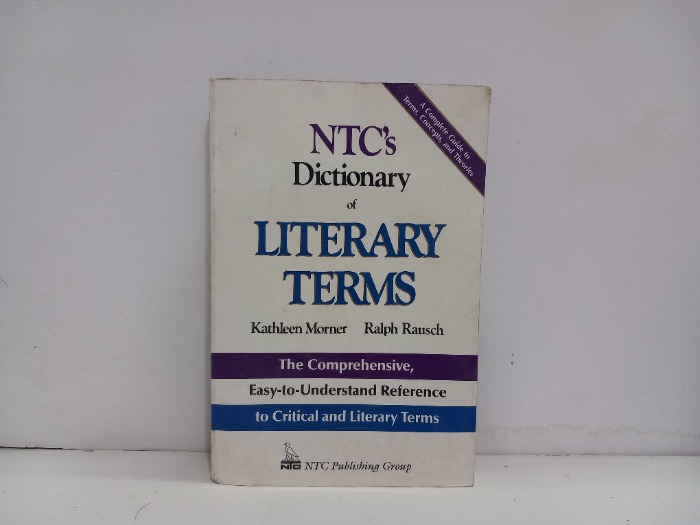 A Complete Guide to
Terms, Concepts, and Theories
NTC's
Dictionary
of
LITERARY
TERMS
Kathleen Morner Ralph Rausch
The Comprehensive,
Easy-to-Understand Reference
to Critical and Literary Terms
NTC NTC Publishing Group